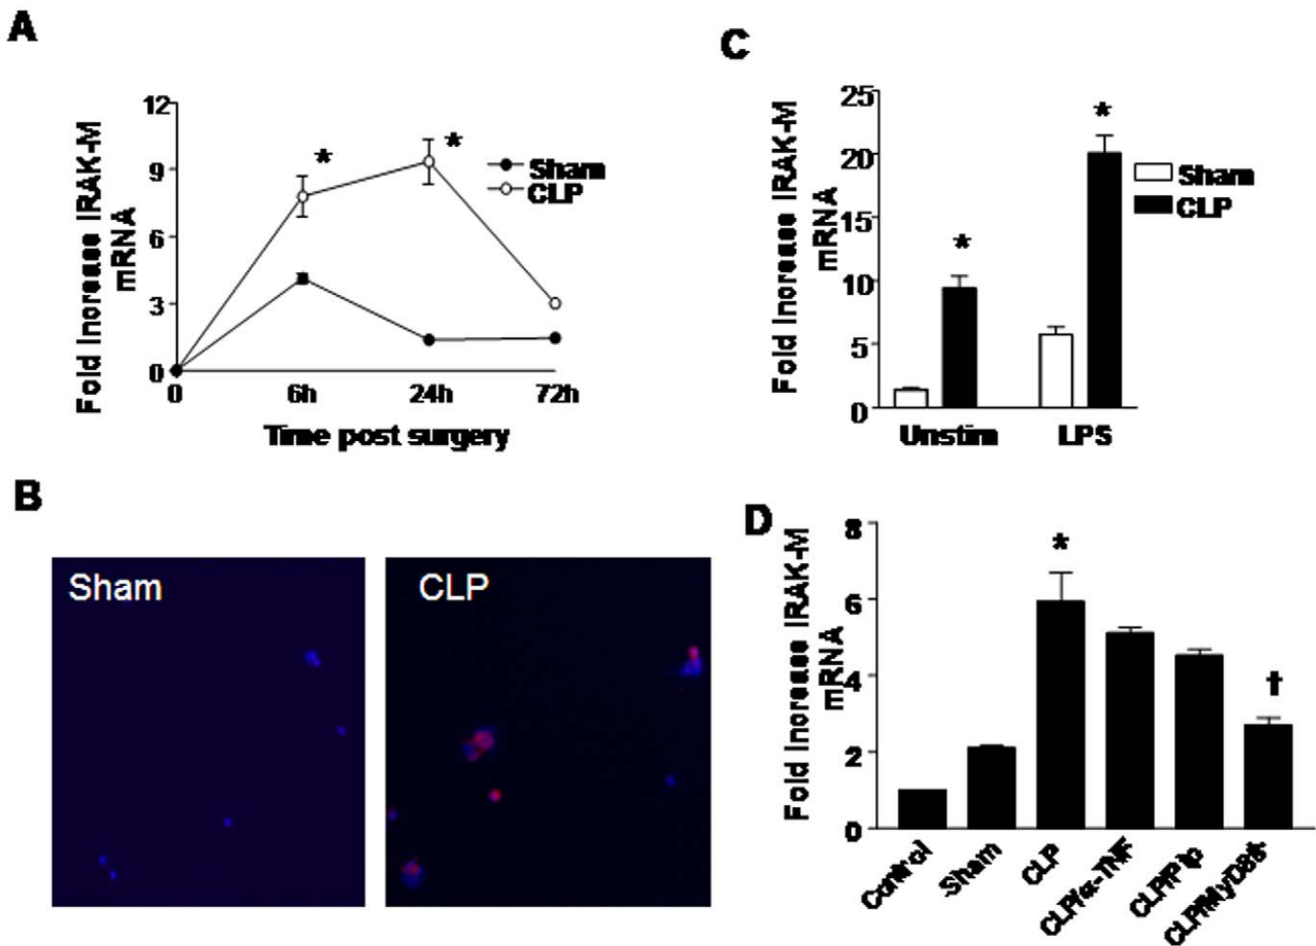 A
Fold Increase IRAK-M
mRNA
12
9
6
3
0
0
6h
24h
72h
Time post surgery
*
*
Sham
CLP
B
Sham
CLP
C
Fold Increase IRAK-M
mRNA
25
20
15
10
5
0
*
*
Sham
CLP
Unstim
LPS
D
Fold Increase IRAK-M
mRNA
8
6
4
2
0
*
†
Control
Sham
CLP
CLP/α-TNF